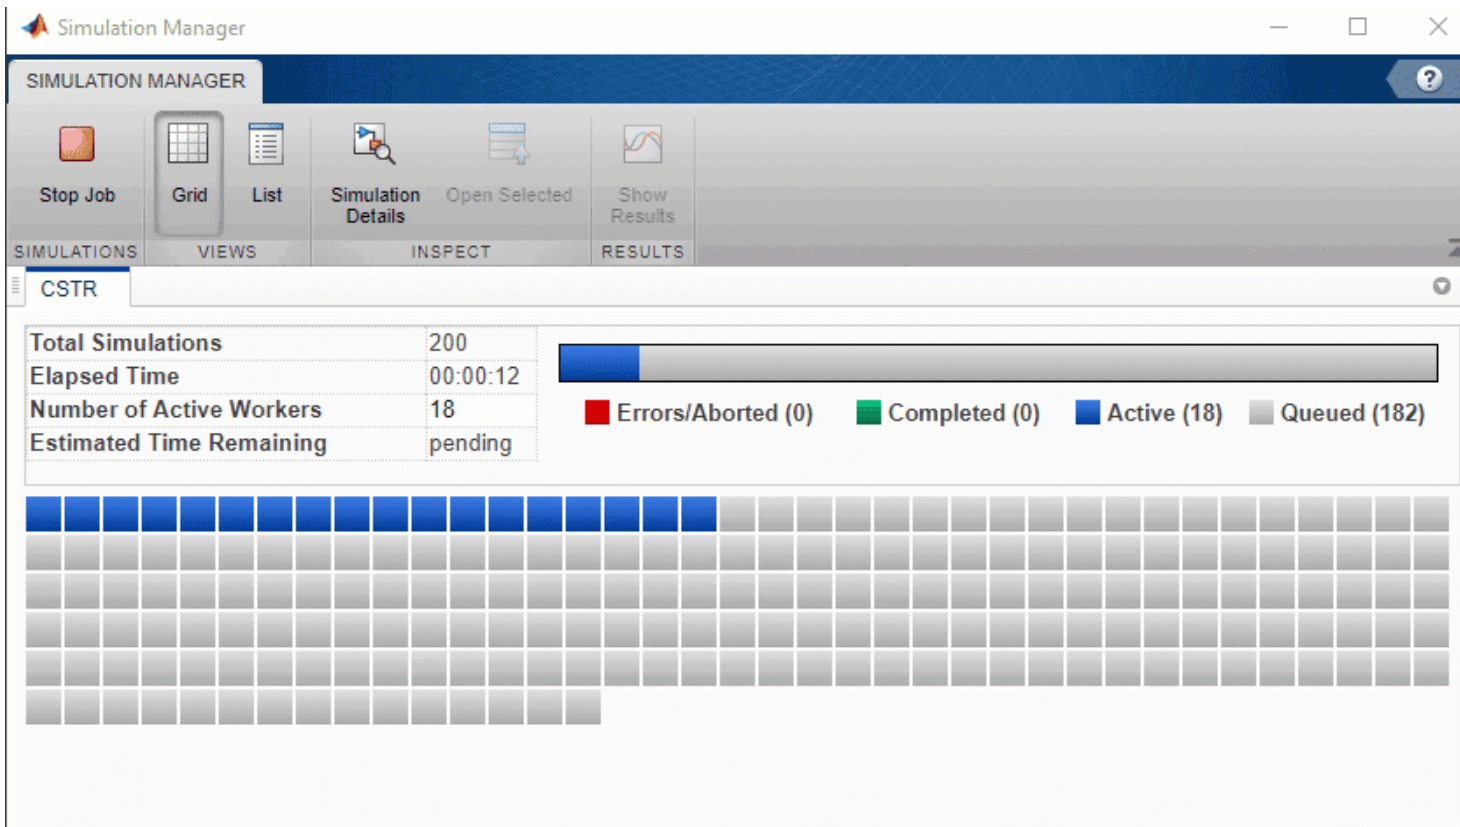 Simulation Manager
SIMULATION MANAGER
?
Stop Job
Grid
List
Simulation
Details
Open Selected
Show
Results
SIMULATIONS
VIEWS
INSPECT
RESULTS
CSTR
Total Simulations 200
Elapsed Time 00:00:12
Number of Active Workers 18
Estimated Time Remaining pending
Errors/Aborted (0) Completed (0) Active (18) Queued (182)